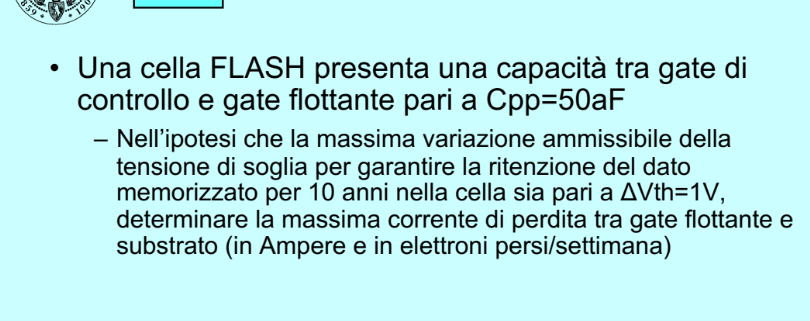 • Una cella FLASH presenta una capacità tra gate di
controllo e gate flottante pari a Cpp=50aF
– Nell'ipotesi che la massima variazione ammissibile della
tensione di soglia per garantire la ritenzione del dato
memorizzato per 10 anni nella cella sia pari a ΔVth=1V,
determinare la massima corrente di perdita tra gate flottante e
substrato (in Ampere e in elettroni persi/settimana)